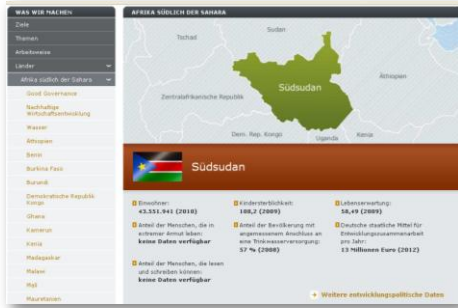 WAS WIR MACHEN
Ziele
Themen
Arbeitsweise
Länder
Afrika südlich der Sahara
Good Governance
Nachhaltige
Wirtschaftsentwicklung
Wasser
Äthiopien
Benin
Burkina Faso
Burundi
Demokratische Republik
Kongo
Ghana
Kamerun
Kenia
Madagaskar
Malawi
Mali
Mauretanien
AFRIKA SÜDLICH DER SAHARA
Tschad
Sudan
Südsudan
Äthiopien
Zentralafrikanische Republik
Dem. Rep. Kongo
Uganda
Kenia
Südsudan
Einwohner:
43.551.941 (2010)
Anteil der Menschen, die in
extremer Armut leben:
keine Daten verfügbar
Anteil der Menschen, die lesen
und schreiben können:
keine Daten verfügbar
Kindersterblichkeit:
108,2 (2009)
Anteil der Bevölkerung mit
angemessenem Anschluss an
eine Trinkwasserversorgung:
57 % (2008)
Lebenserwartung:
58,49 (2009)
Deutsche staatliche Mittel für
Entwicklungszusammenarbeit
pro Jahr:
13 Millionen Euro (2012)
Weitere entwicklungspolitische Daten